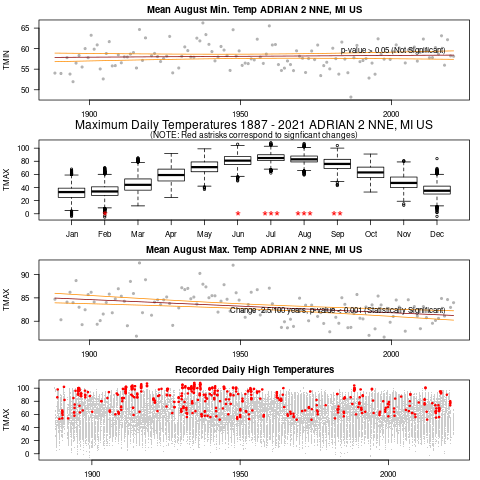 Mean August Min. Temp ADRIAN 2 NNE, MI US
65
60
55
50
TMIN
p-value > 0.05 (Not Significant)
1900
1950
2000
Maximum Daily Temperatures 1887 - 2021 ADRIAN 2 NNE, MI US
(NOTE: Red astrisks correspond to signficant changes)
100
80
60
40
20
0
TMAX
* * *** *** **
Jan Feb Mar Apr May Jun Jul Aug Sep Oct Nov Dec
Mean August Max. Temp ADRIAN 2 NNE, MI US
90
85
80
TMAX
Change -2.5/100 years, p-value < 0.001 (Statistically Significant)
1900
1950
2000
Recorded Daily High Temperatures
100
80
60
40
20
0
TMAX
1900
1950
2000